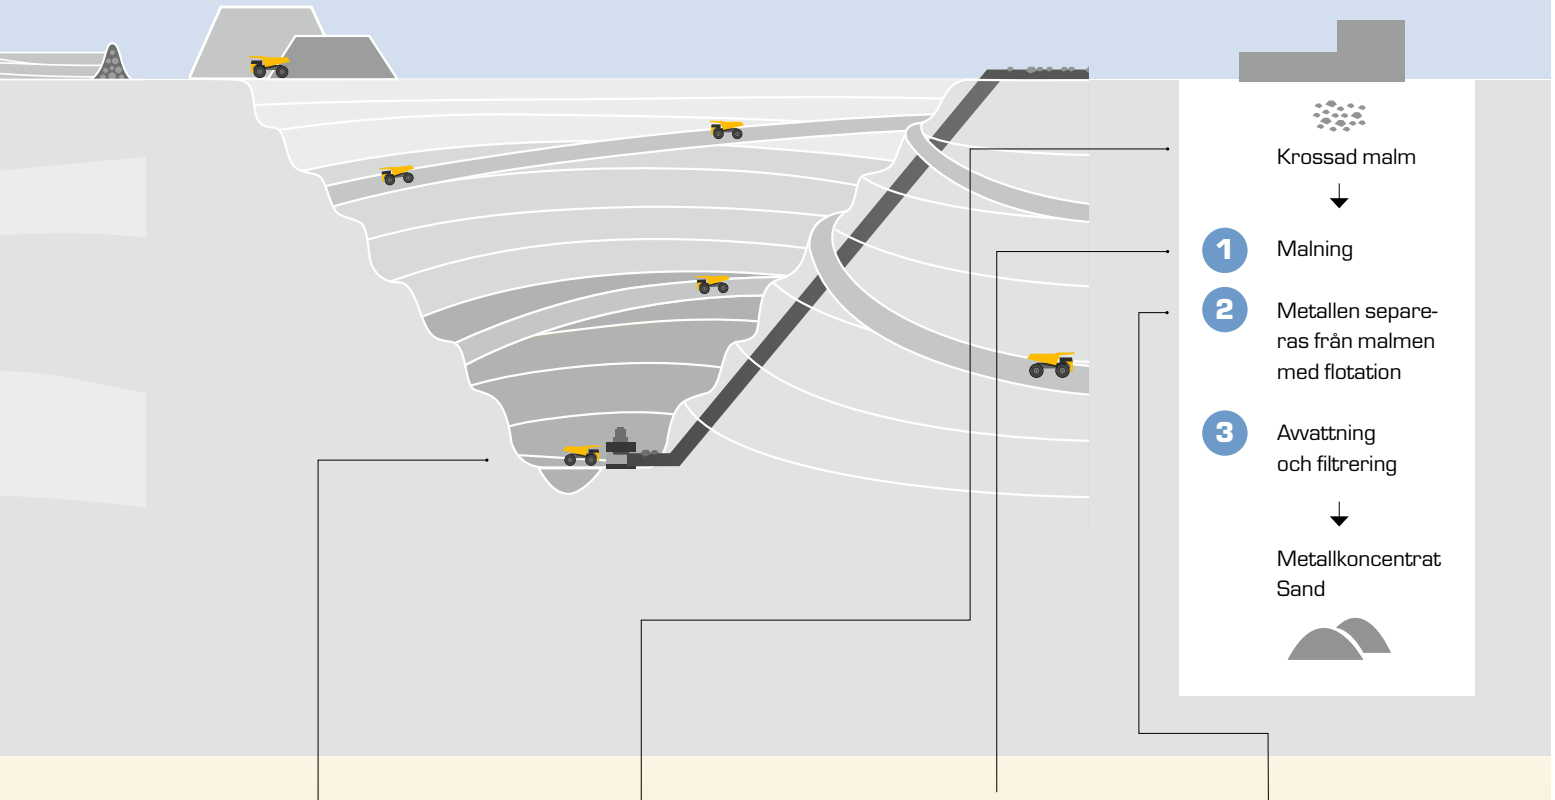 Krossad malm
1 Malning
2 Metallen separe-
ras från malmen
med flotation
3 Avvattning
och filtrering
Metallkoncentrat
Sand